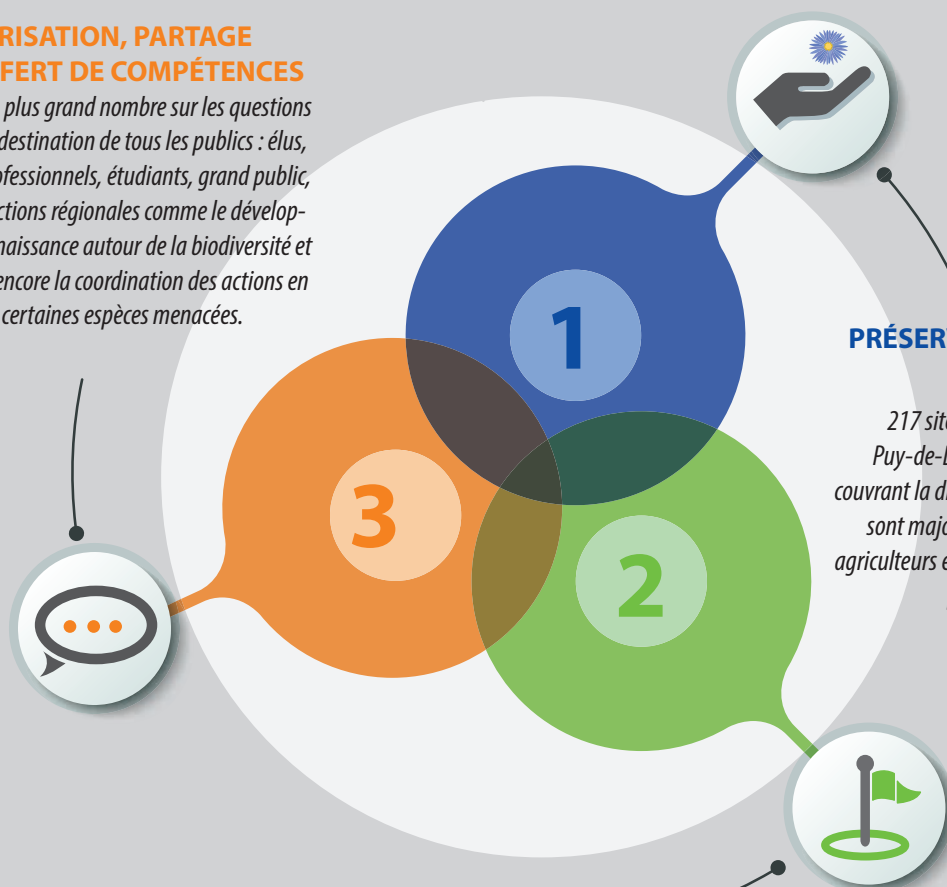 RISATION, PARTAGE
FERT DE COMPÉTENCES
plus grand nombre sur les questions
destination de tous les publics : élus,
ofessionnels, étudiants, grand public,
ctions régionales comme le dévelop-
naissance autour de la biodiversité et
encore la coordination des actions en
certaines espèces menacées.
1
PRÉSER
217 sit
Puy-de-
couvrant la d
sont majo
agriculteurs e
3
2